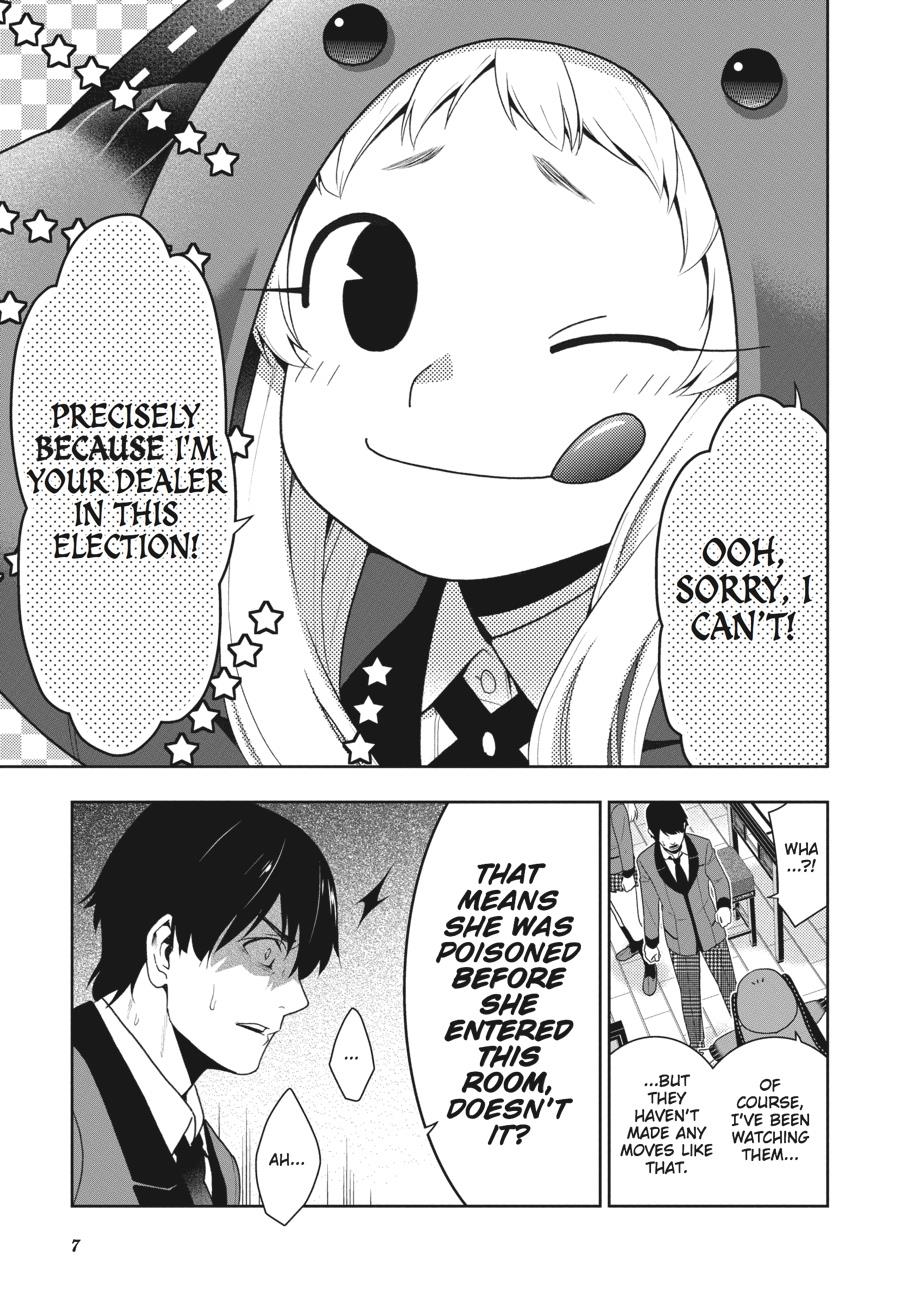 OOH,
SORRY, I
CAN'T!
PRECISELY
BECAUSE I'M
YOUR DEALER
IN THIS
ELECTION!
WHA
...?!
OF
COURSE,
I'VE BEEN
WATCHING
THEM...
...BUT
THEY
HAVEN'T
MADE ANY
MOVES LIKE
THAT.
THAT
MEANS
SHE WAS
POISONED
BEFORE
SHE
ENTERED
THIS
ROOM,
DOESN'T
IT?
...
AH...
7